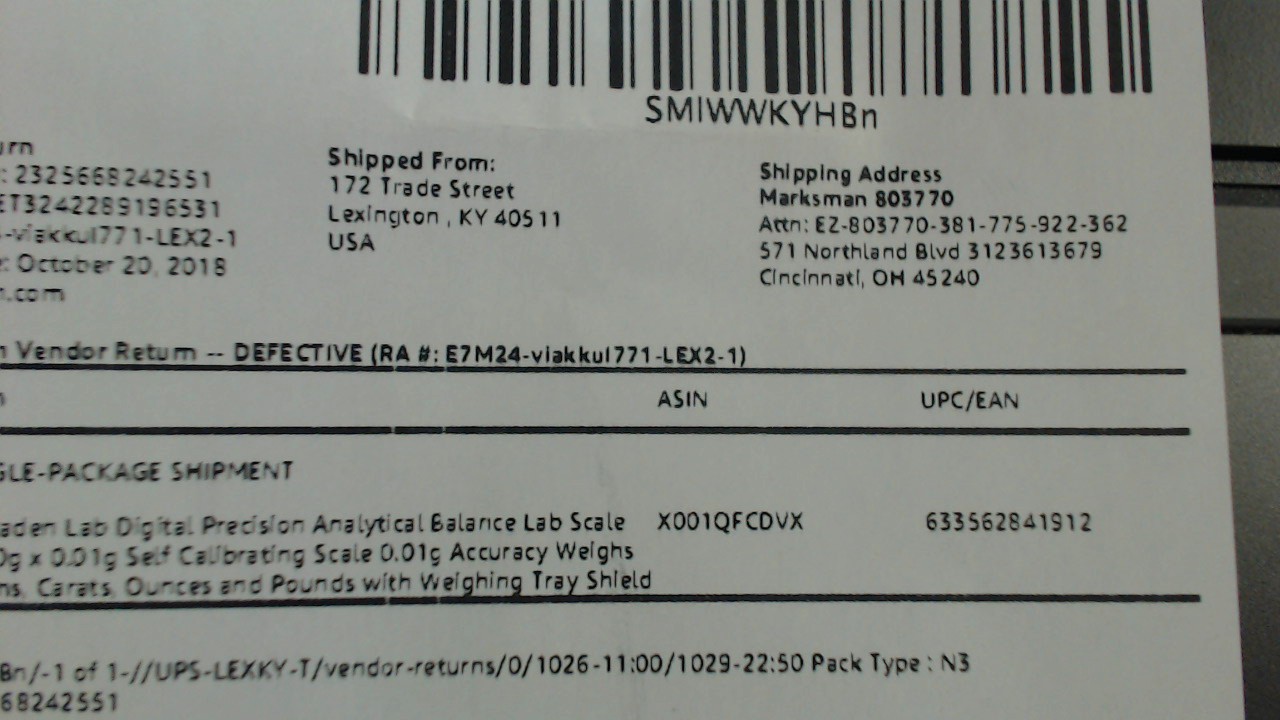 SMIWWKYHBn
urn
: 2325668242551
ET3242289196531
-viakkul771-LEX2-1
: October 20, 2018
.com
Shipped From:
172 Trade Street
Lexington , KY 40511
USA
Shipping Address
Marksman 803770
Attn: EZ-803770-381-775-922-362
571 Northland Blvd 3123613679
Cincinnati, OH 45240
Vendor Return -- DEFECTIVE (RA #: E7M24-viakkul771-LEX2-1)
ASIN UPC/EAN
GLE-PACKAGE SHIPMENT
aden Lab Digital Precision Analytical Balance Lab Scale X001QFCDVX 633562841912
0g x 0.01g Self Calibrating Scale 0.01g Accuracy Weighs
ns, Carats, Ounces and Pounds with Weighing Tray Shield
Bn/-1 of 1-//UPS-LEXKY-T/vendor-returns/0/1026-11:00/1029-22:50 Pack Type : N3
68242551